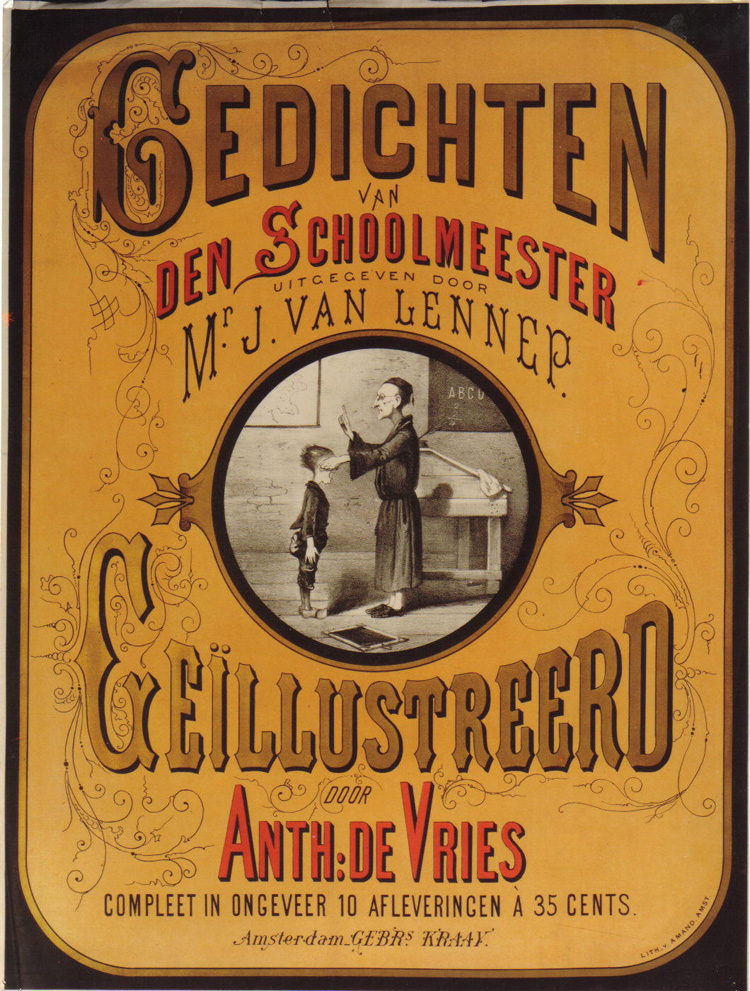 GEDICHTEN
VAN
DEN SCHOOLMEESTER
UITGEGEVEN DOOR
Mr. J. VAN LENNEP.
ABCD
GEÏLLUSTREERD
DOOR
ANTH: DE VRIES
COMPLEET IN ONGEVEER 10 AFLEVERINGEN À 35 CENTS.
Amsterdam GEBRs. KRAAY.
LITH. v. AMAND. AMST